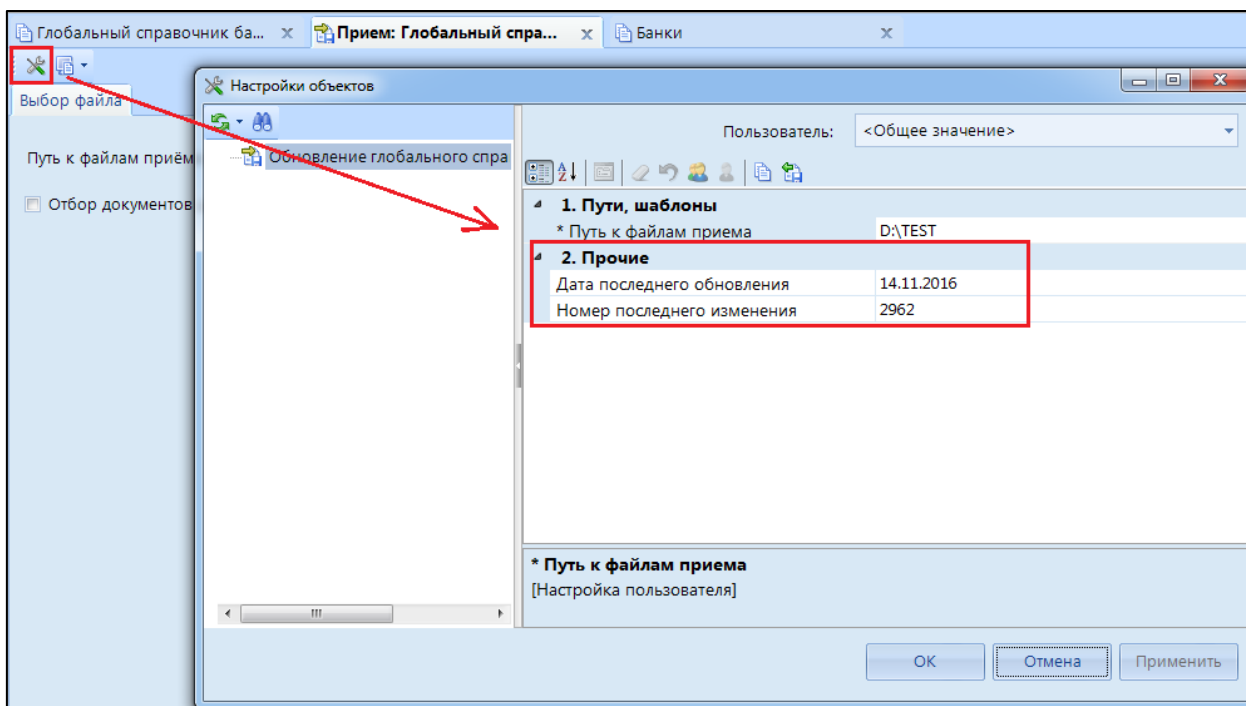 Глобальный справочник ба... x Прием: Глобальный спра... x Банки x
Настройки объектов
Выбор файла
Пользователь: <Общее значение>
Путь к файлам приём
Обновление глобального спра
Отбор документов
1. Пути, шаблоны
* Путь к файлам приема D:\TEST
2. Прочие
Дата последнего обновления 14.11.2016
Номер последнего изменения 2962
* Путь к файлам приема
[Настройка пользователя]
ОК Отмена Применить